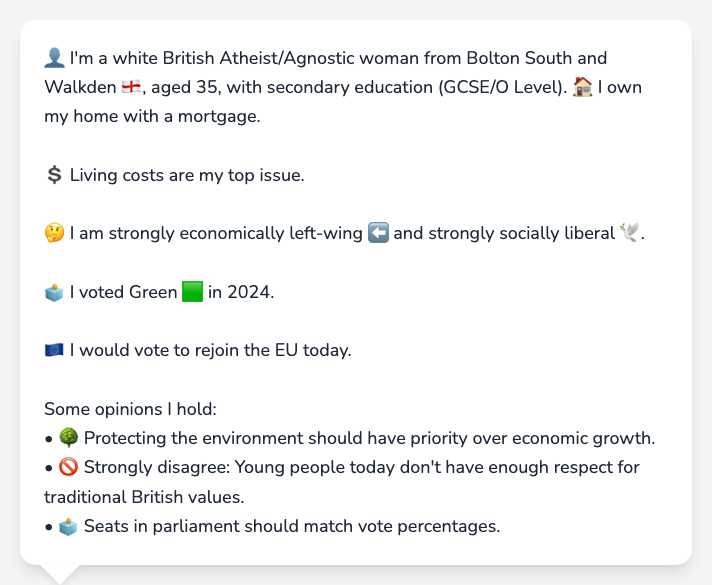 👤 I'm a white British Atheist/Agnostic woman from Bolton South and
Walkden 🏴󠁧󠁢󠁥󠁮󠁧󠁿, aged 35, with secondary education (GCSE/O Level). 🏠 I own
my home with a mortgage.
💲 Living costs are my top issue.
🤔 I am strongly economically left-wing ⬅️ and strongly socially liberal 🕊️.
🗳️ I voted Green 🟩 in 2024.
🇪🇺 I would vote to rejoin the EU today.
Some opinions I hold:
• 🌳 Protecting the environment should have priority over economic growth.
• 🚫 Strongly disagree: Young people today don't have enough respect for
traditional British values.
• 🗳️ Seats in parliament should match vote percentages.